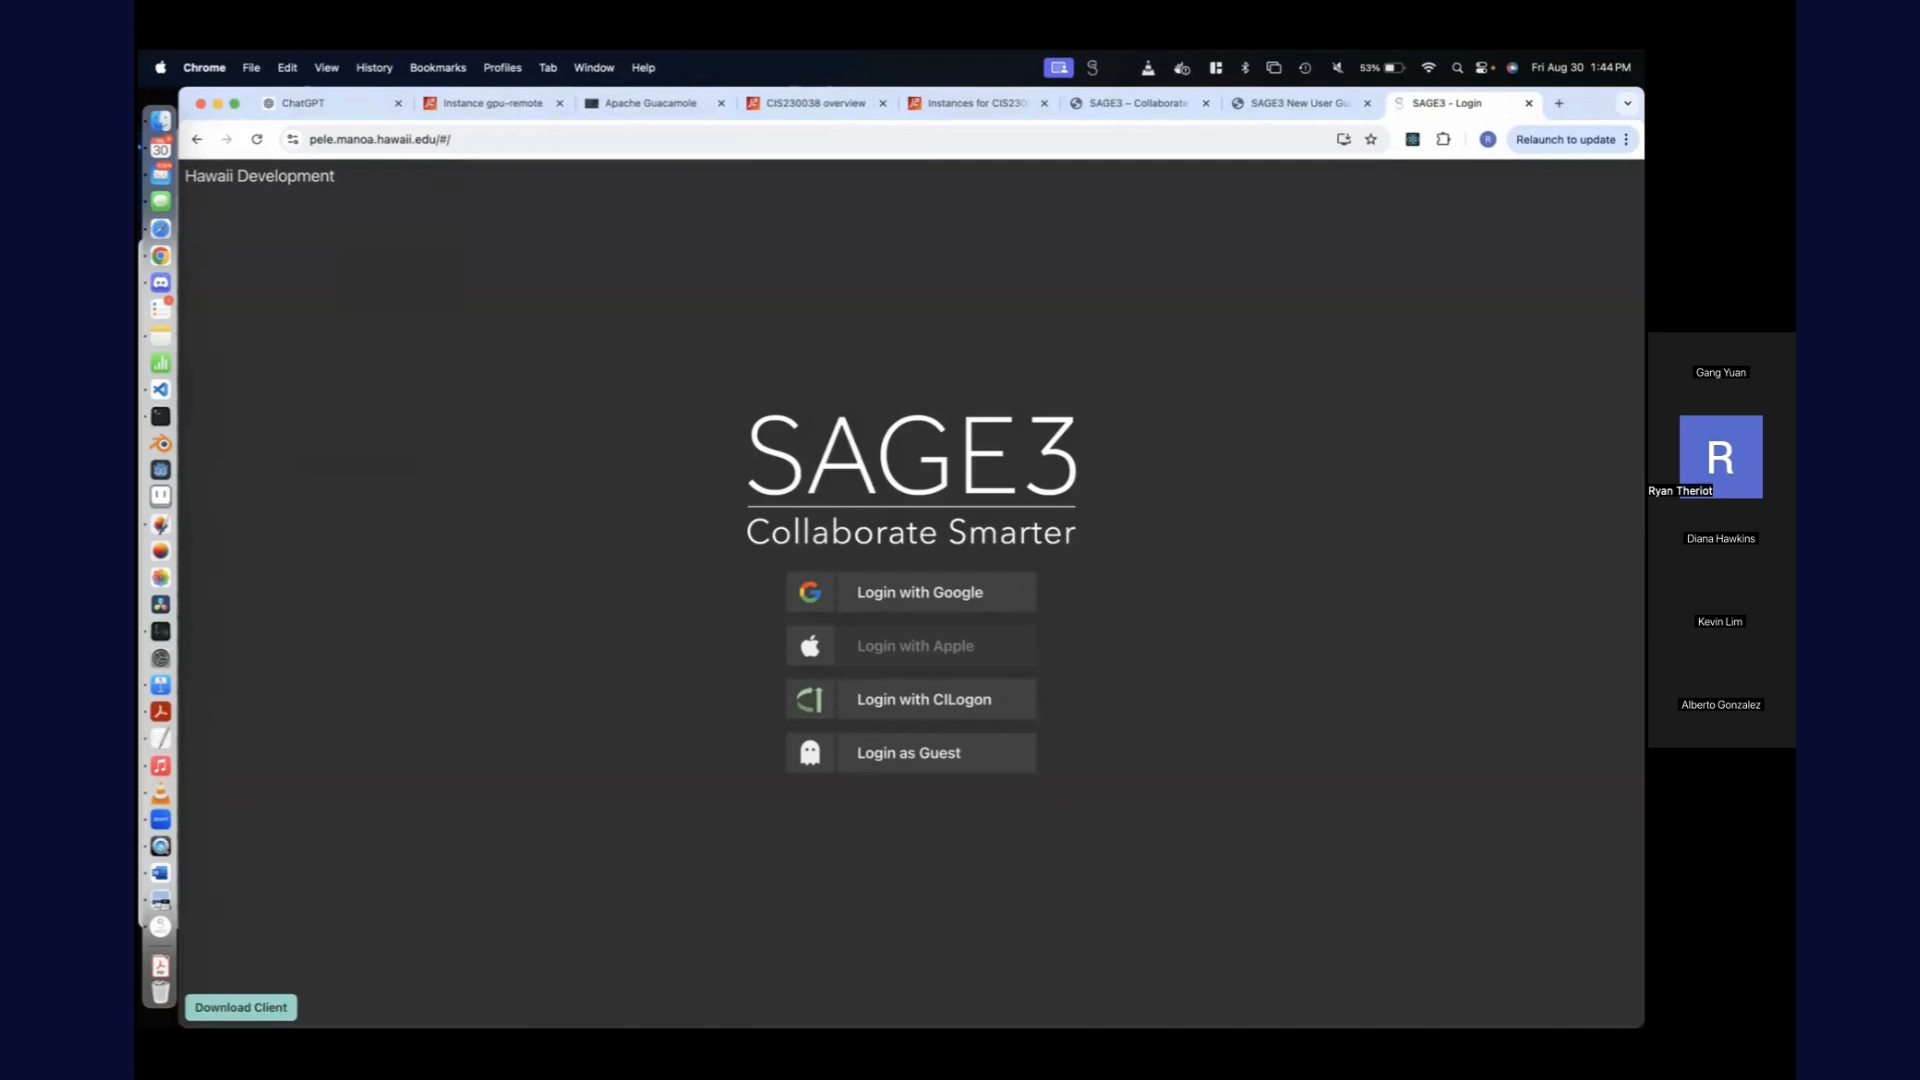 Chrome File Edit View History Bookmarks Profiles Tab Window Help
53% Fri Aug 30 1:44 PM
ChatGPT
Instance gpu-remote
Apache Guacamole
CIS230038 overview
Instances for CIS230
SAGE3 – Collaborate
SAGE3 New User Gu
SAGE3 - Login
pele.manoa.hawaii.edu/#/
Relaunch to update
R
30
Hawaii Development
SAGE3
Collaborate Smarter
Login with Google
Login with Apple
Login with CILogon
Login as Guest
Download Client
Gang Yuan
R
Ryan Theriot
Diana Hawkins
Kevin Lim
Alberto Gonzalez